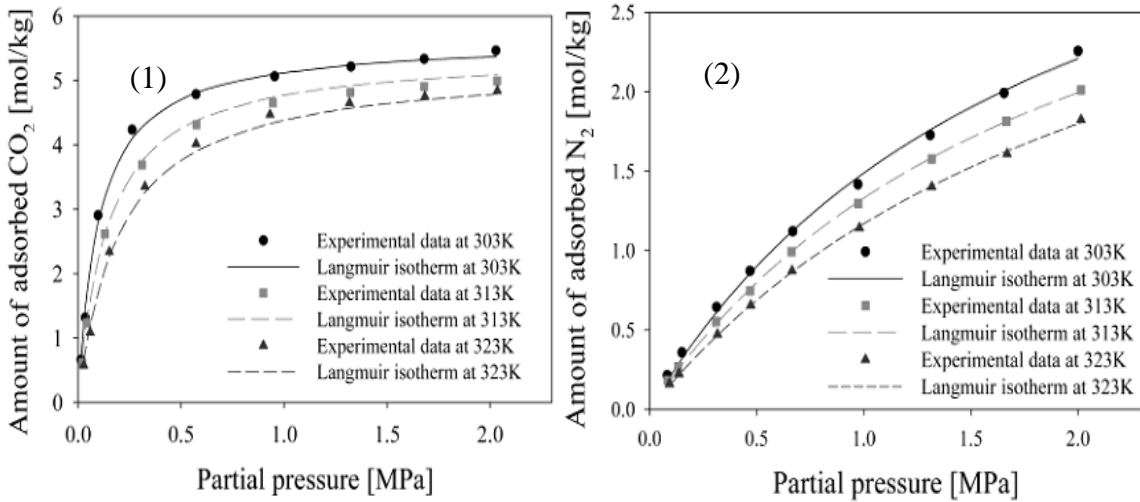 (1)
Amount of adsorbed CO₂ [mol/kg]
6
5
4
3
2
1
0
Experimental data at 303K
Langmuir isotherm at 303K
Experimental data at 313K
Langmuir isotherm at 313K
Experimental data at 323K
Langmuir isotherm at 323K
0.0 0.5 1.0 1.5 2.0
Partial pressure [MPa]
(2)
Amount of adsorbed N₂ [mol/kg]
2.5
2.0
1.5
1.0
0.5
0.0
Experimental data at 303K
Langmuir isotherm at 303K
Experimental data at 313K
Langmuir isotherm at 313K
Experimental data at 323K
Langmuir isotherm at 323K
0.0 0.5 1.0 1.5 2.0
Partial pressure [MPa]